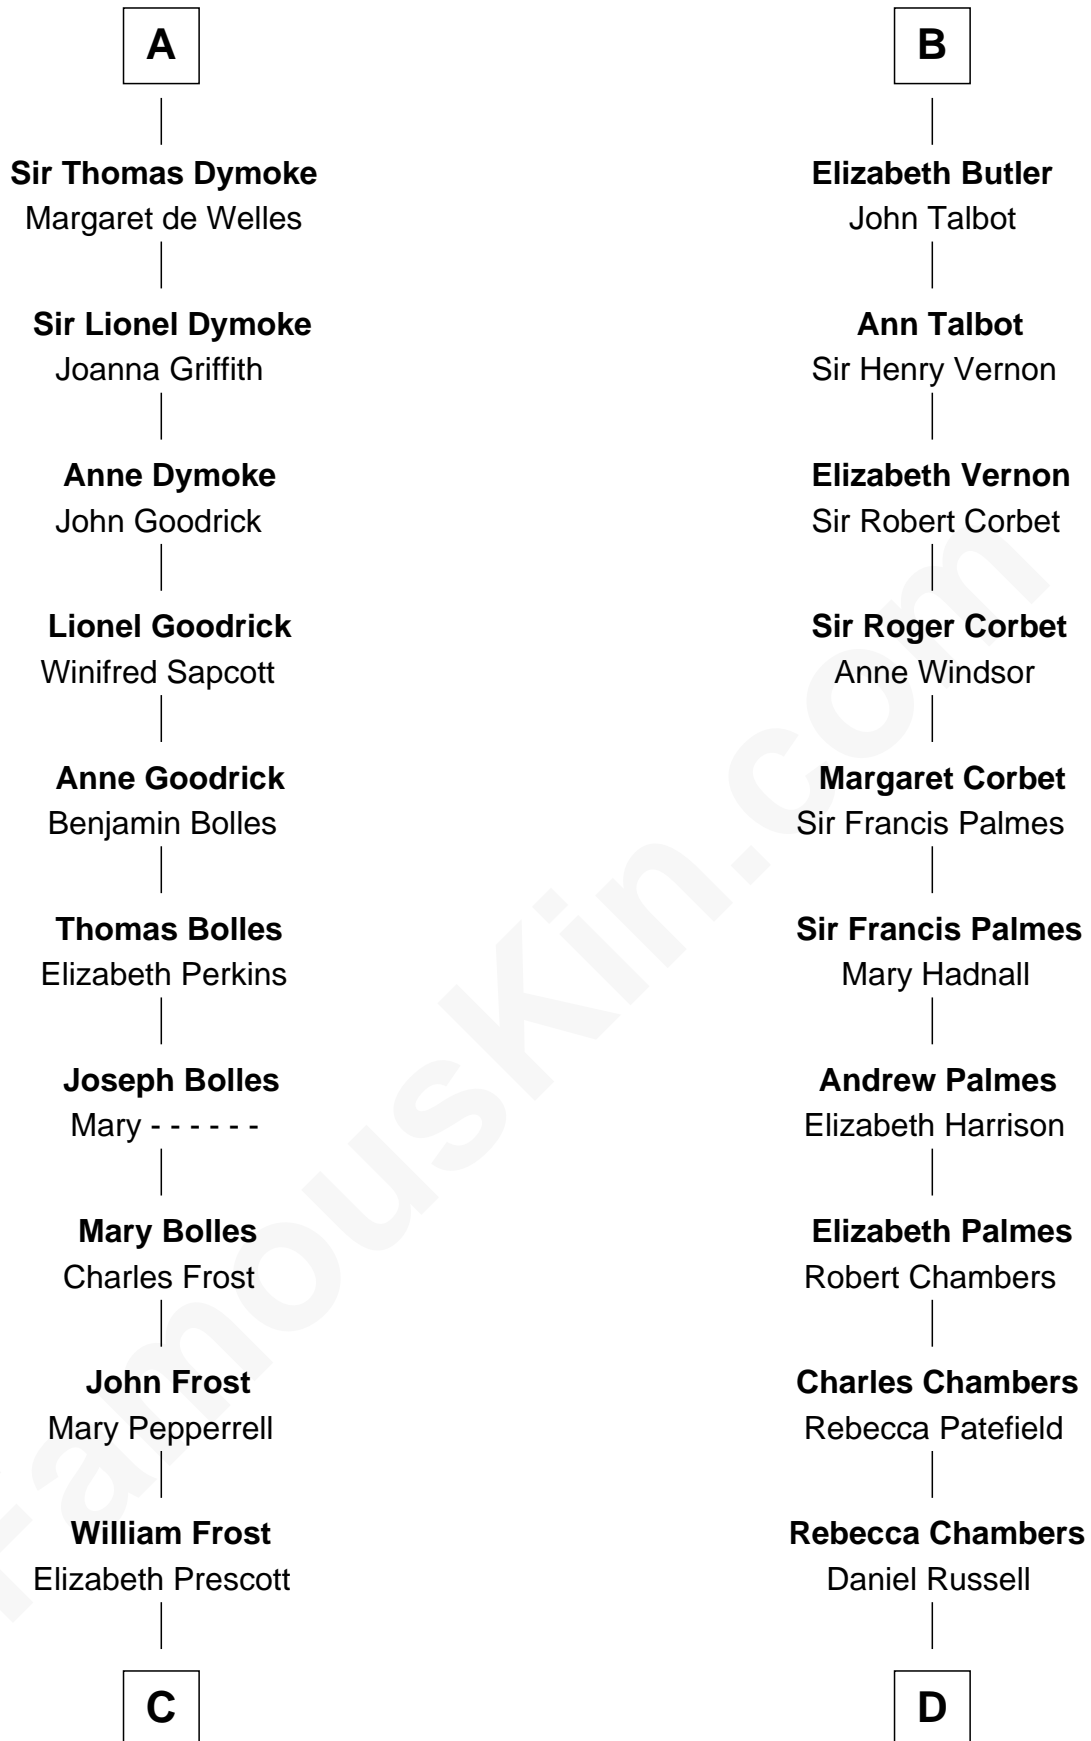 A
Sir Thomas Dymoke
Margaret de Welles
Sir Lionel Dymoke
Joanna Griffith
Anne Dymoke
John Goodrick
Lionel Goodrick
Winifred Sapcott
Anne Goodrick
Benjamin Bolles
Thomas Bolles
Elizabeth Perkins
Joseph Bolles
Mary - - - - - -
Mary Bolles
Charles Frost
John Frost
Mary Pepperrell
William Frost
Elizabeth Prescott
C
B
Elizabeth Butler
John Talbot
Ann Talbot
Sir Henry Vernon
Elizabeth Vernon
Sir Robert Corbet
Sir Roger Corbet
Anne Windsor
Margaret Corbet
Sir Francis Palmes
Sir Francis Palmes
Mary Hadnall
Andrew Palmes
Elizabeth Harrison
Elizabeth Palmes
Robert Chambers
Charles Chambers
Rebecca Patefield
Rebecca Chambers
Daniel Russell
D
FamousKin.com